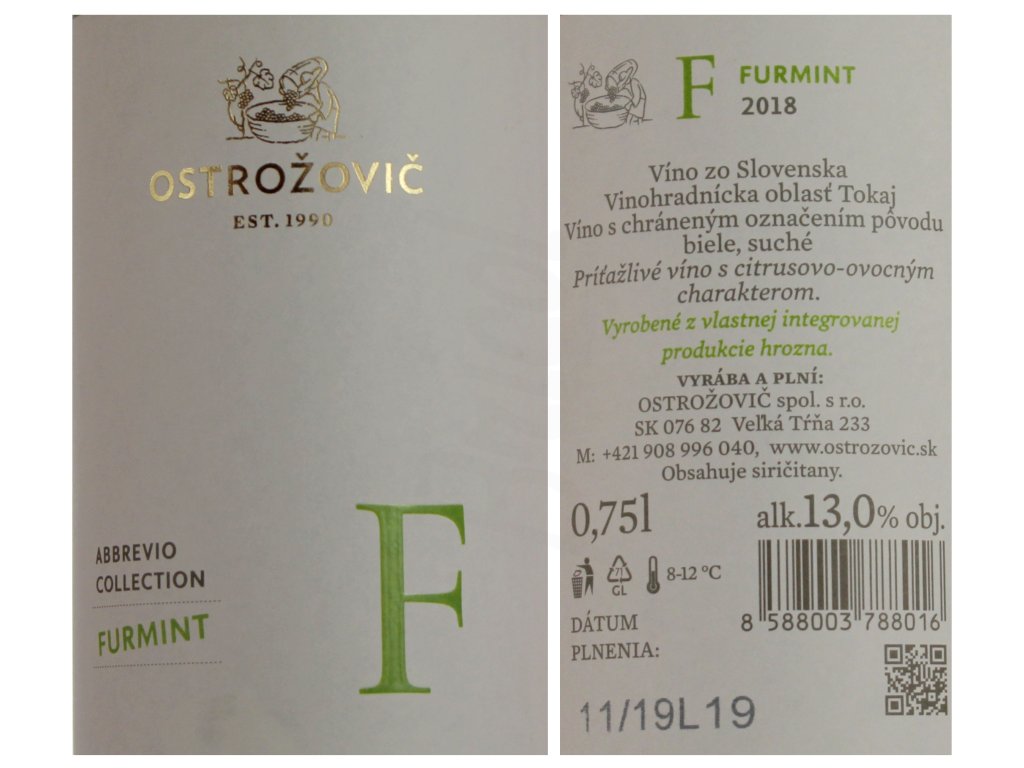 OSTROŽOVIČ
EST. 1990
ABBREVIO
COLLECTION
FURMINT
F
F FURMINT
2018
Víno zo Slovenska
Vinohradnícka oblasť Tokaj
Víno s chráneným označením pôvodu
biele, suché
Príťažlivé víno s citrusovo-ovocným
charakterom.
Vyrobené z vlastnej integrovanej
produkcie hrozna.
VYRÁBA A PLNÍ:
OSTROŽOVIČ spol. s r.o.
SK 076 82 Veľká Tŕňa 233
M: +421 908 996 040, www.ostrozovic.sk
Obsahuje siričitany.
0,75l alk.13,0% obj.
71
GL
8-12 °C
8 588003 788016
DÁTUM
PLNENIA:
11/19L19